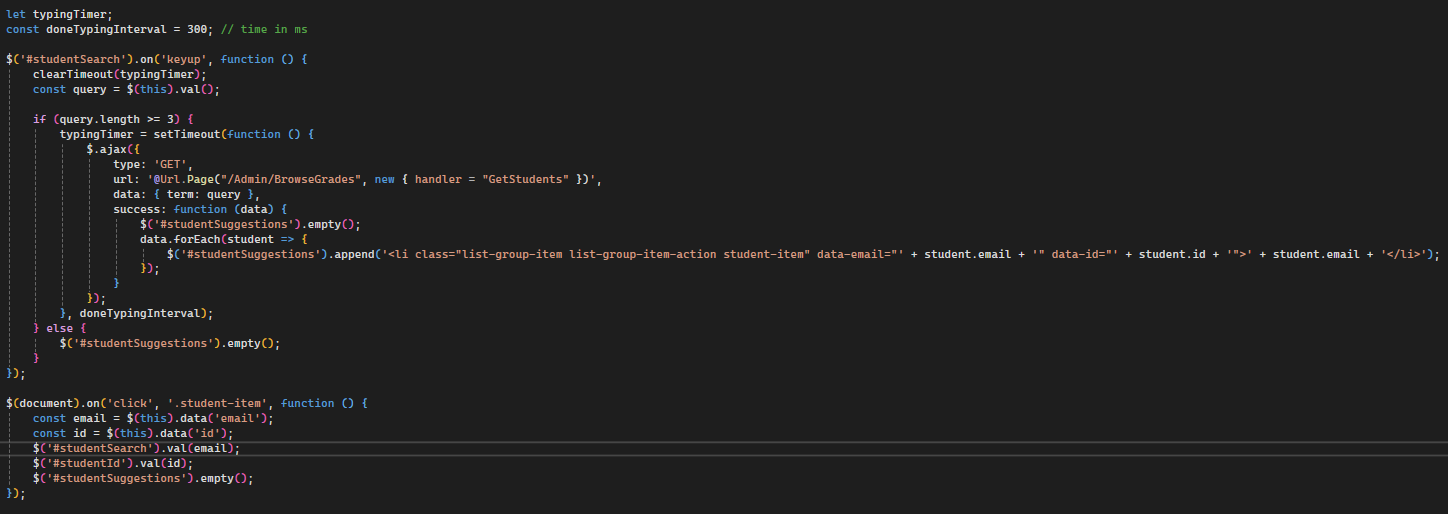 let typingTimer;
const doneTypingInterval = 300; // time in ms

$('#studentSearch').on('keyup', function () {
    clearTimeout(typingTimer);
    const query = $(this).val();

    if (query.length >= 3) {
        typingTimer = setTimeout(function () {
            $.ajax({
                type: 'GET',
                url: '@Url.Page("/Admin/BrowseGrades", new { handler = "GetStudents" })',
                data: { term: query },
                success: function (data) {
                    $('#studentSuggestions').empty();
                    data.forEach(student => {
                        $('#studentSuggestions').append('<li class="list-group-item list-group-item-action student-item" data-email="' + student.email + '" data-id="' + student.id + '">' + student.email + '</li>');
                    });
                }
            });
        }, doneTypingInterval);
    } else {
        $('#studentSuggestions').empty();
    }
});

$(document).on('click', '.student-item', function () {
    const email = $(this).data('email');
    const id = $(this).data('id');
    $('#studentSearch').val(email);
    $('#studentId').val(id);
    $('#studentSuggestions').empty();
});